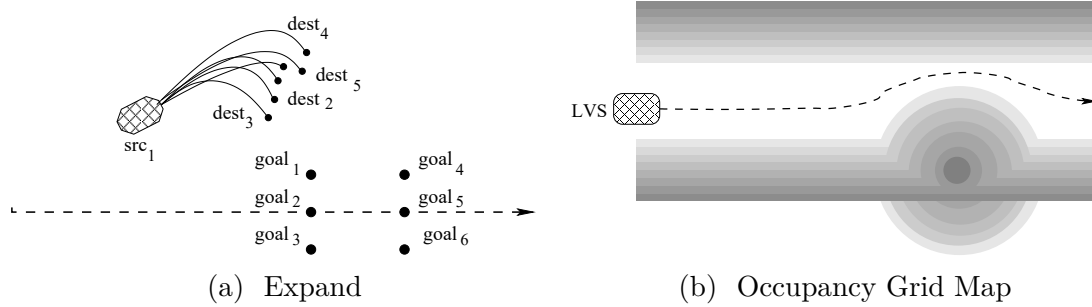 dest4
dest5
dest2
dest3
src1
goal1
goal4
goal2
goal5
goal3
goal6
(a) Expand
LVS
(b) Occupancy Grid Map